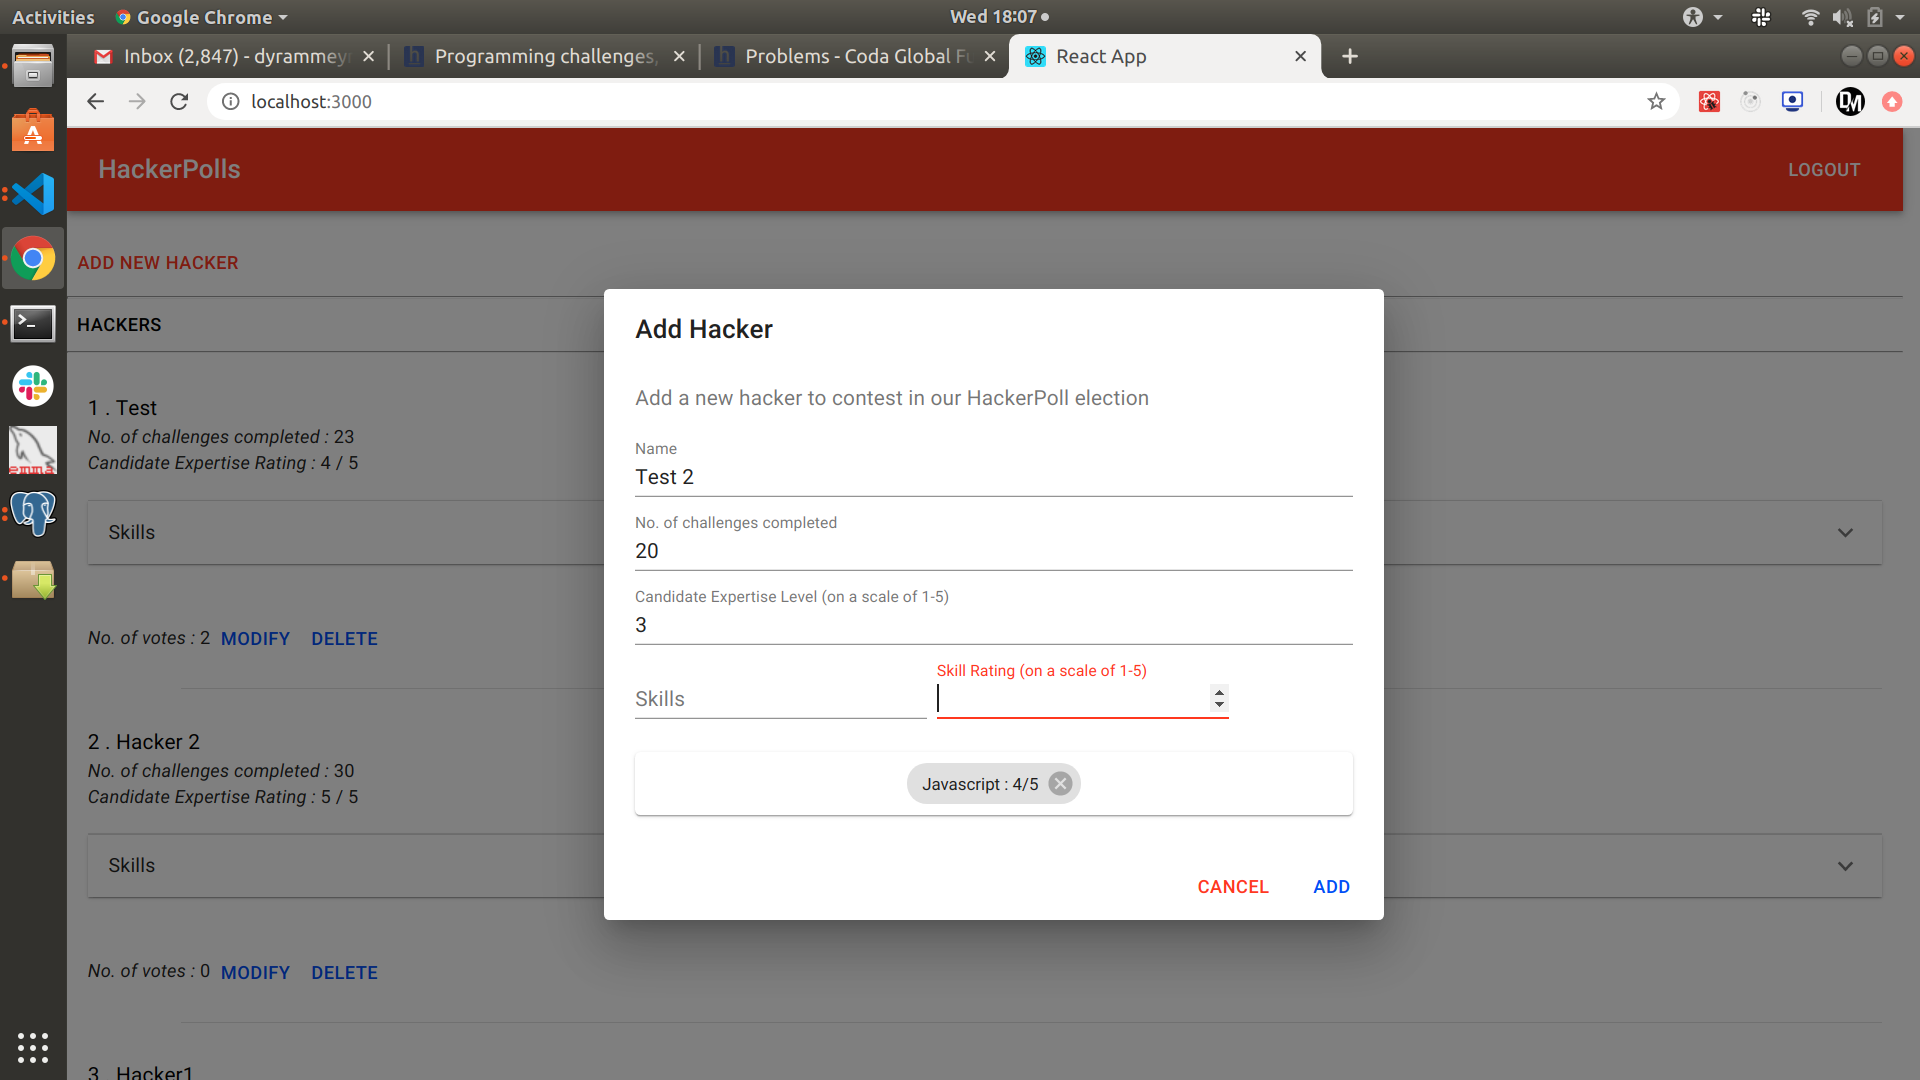 Activities Google Chrome Wed 18:07
Inbox (2,847) - dyrammey Programming challenges, Problems - Coda Global Fu React App
localhost:3000 DM
HackerPolls LOGOUT
ADD NEW HACKER
HACKERS
1 . Test
No. of challenges completed : 23
Candidate Expertise Rating : 4 / 5
Skills
No. of votes : 2 MODIFY DELETE
2 . Hacker 2
No. of challenges completed : 30
Candidate Expertise Rating : 5 / 5
Skills
No. of votes : 0 MODIFY DELETE
3 . Hacker1
Add Hacker
Add a new hacker to contest in our HackerPoll election
Name
Test 2
No. of challenges completed
20
Candidate Expertise Level (on a scale of 1-5)
3
Skill Rating (on a scale of 1-5)
Skills
Javascript : 4/5
CANCEL ADD
emma